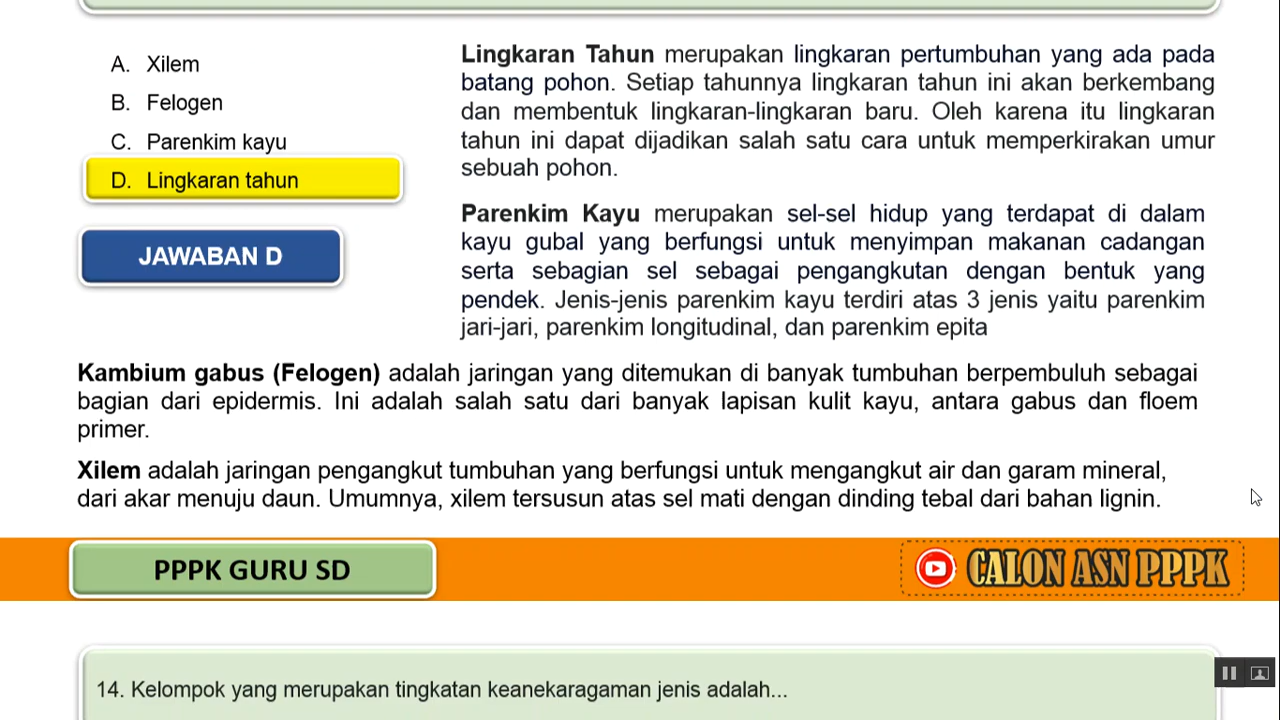 A. Xilem
B. Felogen
C. Parenkim kayu
D. Lingkaran tahun
JAWABAN D
Lingkaran Tahun merupakan lingkaran pertumbuhan yang ada pada
batang pohon. Setiap tahunnya lingkaran tahun ini akan berkembang
dan membentuk lingkaran-lingkaran baru. Oleh karena itu lingkaran
tahun ini dapat dijadikan salah satu cara untuk memperkirakan umur
sebuah pohon.
Parenkim Kayu merupakan sel-sel hidup yang terdapat di dalam
kayu gubal yang berfungsi untuk menyimpan makanan cadangan
serta sebagian sel sebagai pengangkutan dengan bentuk yang
pendek. Jenis-jenis parenkim kayu terdiri atas 3 jenis yaitu parenkim
jari-jari, parenkim longitudinal, dan parenkim epita
Kambium gabus (Felogen) adalah jaringan yang ditemukan di banyak tumbuhan berpembuluh sebagai
bagian dari epidermis. Ini adalah salah satu dari banyak lapisan kulit kayu, antara gabus dan floem
primer.
Xilem adalah jaringan pengangkut tumbuhan yang berfungsi untuk mengangkut air dan garam mineral,
dari akar menuju daun. Umumnya, xilem tersusun atas sel mati dengan dinding tebal dari bahan lignin.
PPPK GURU SD
CALON ASN PPPK
14. Kelompok yang merupakan tingkatan keanekaragaman jenis adalah...